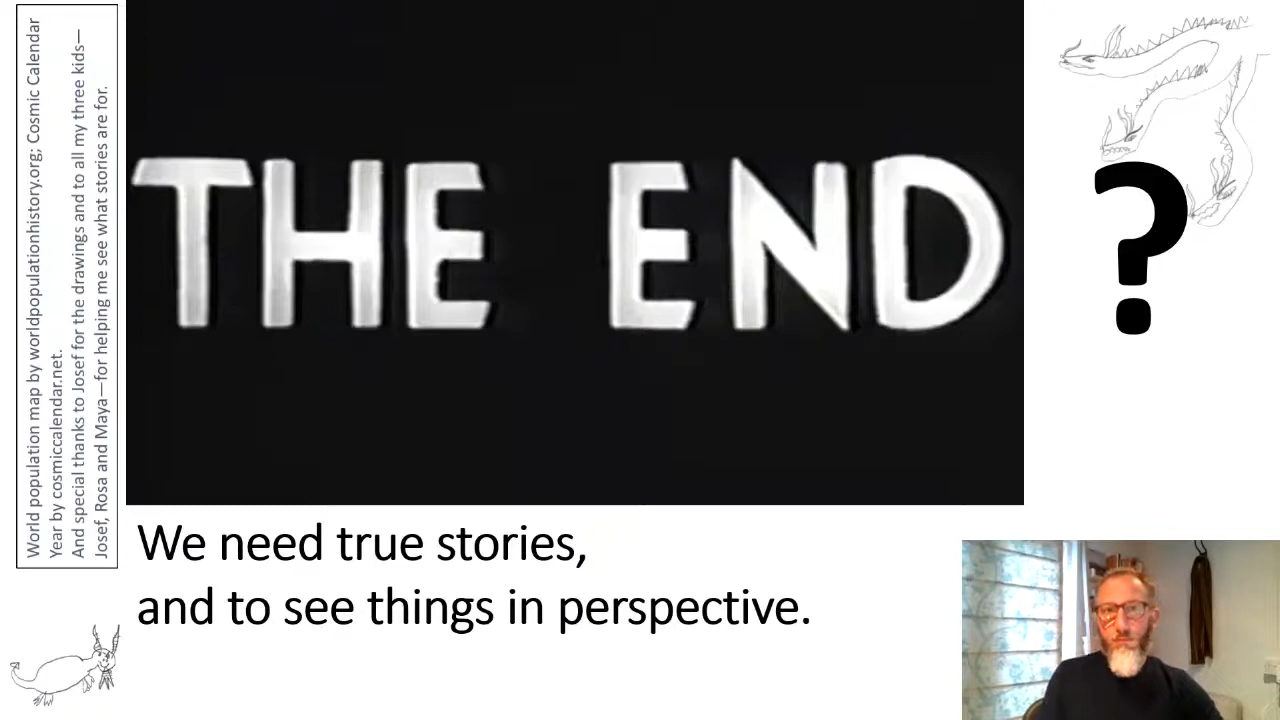 World population map by worldpopulationhistory.org; Cosmic Calendar
Year by cosmiccalendar.net.
And special thanks to Josef for the drawings and to all my three kids—
Josef, Rosa and Maya—for helping me see what stories are for.
THE END
?
We need true stories,
and to see things in perspective.